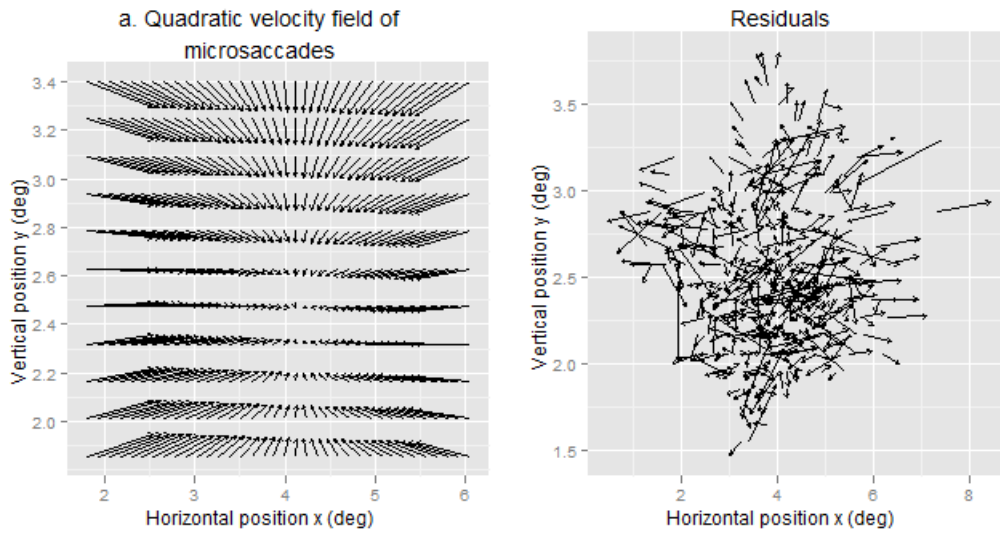 a. Quadratic velocity field of
microsaccades
3.4
3.2
3.0
2.8
2.6
2.4
2.2
2.0
Vertical position y (deg)
2 3 4 5 6
Horizontal position x (deg)
Residuals
3.5
3.0
2.5
2.0
1.5
Vertical position y (deg)
2 4 6 8
Horizontal position x (deg)